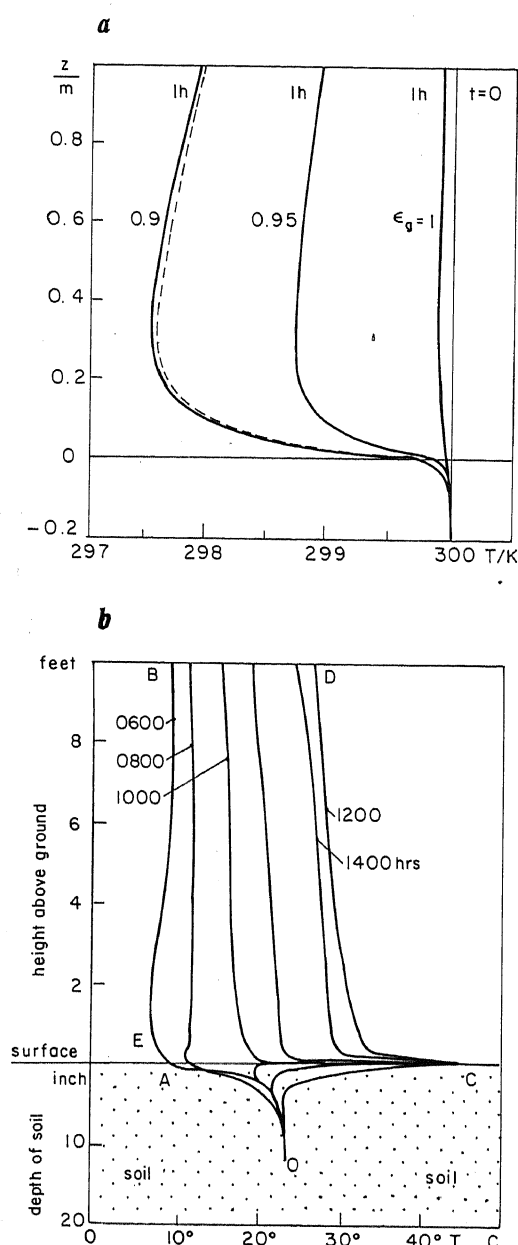 a
z
m
1h
1h
1h
t=0
0.8
0.6
0.9
0.95
ϵg=1
0.4
0.2
0
-0.2
297
298
299
300 T/K
b
feet
B
D
0600
8
0800
1000
6
1200
1400 hrs
4
2
height above ground
E
surface
inch
A
C
10
O
soil
soil
depth of soil
20
0
10°
20°
30°
40° T
C